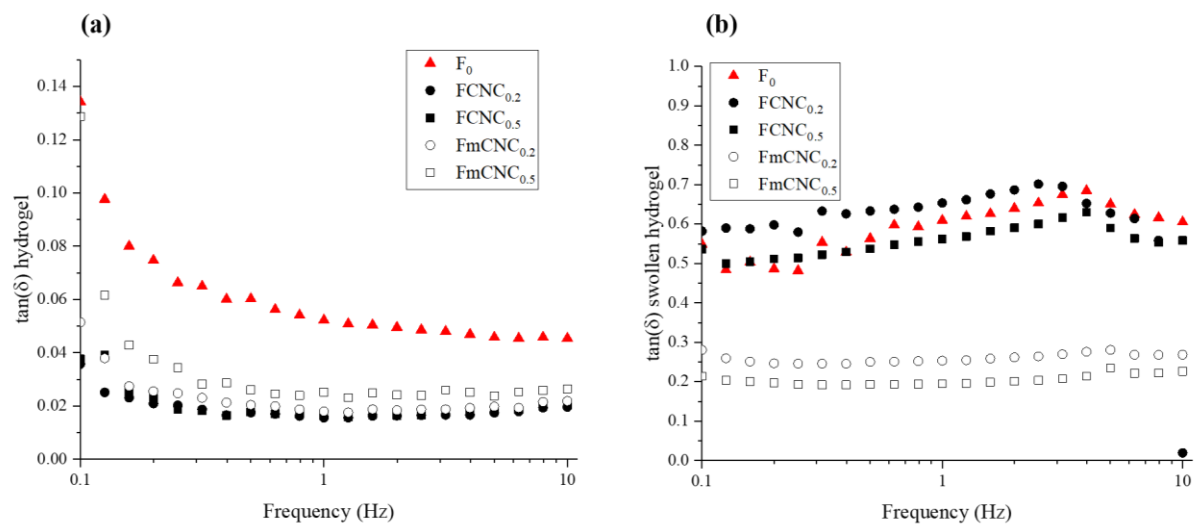 (a)
tan(δ) hydrogel
0.14
0.12
0.10
0.08
0.06
0.04
0.02
0.00
0.1
1
10
Frequency (Hz)
F0
FCNC0.2
FCNC0.5
FmCNC0.2
FmCNC0.5
(b)
tan(δ) swollen hydrogel
1.0
0.9
0.8
0.7
0.6
0.5
0.4
0.3
0.2
0.1
0.0
0.1
1
10
Frequency (Hz)
F0
FCNC0.2
FCNC0.5
FmCNC0.2
FmCNC0.5